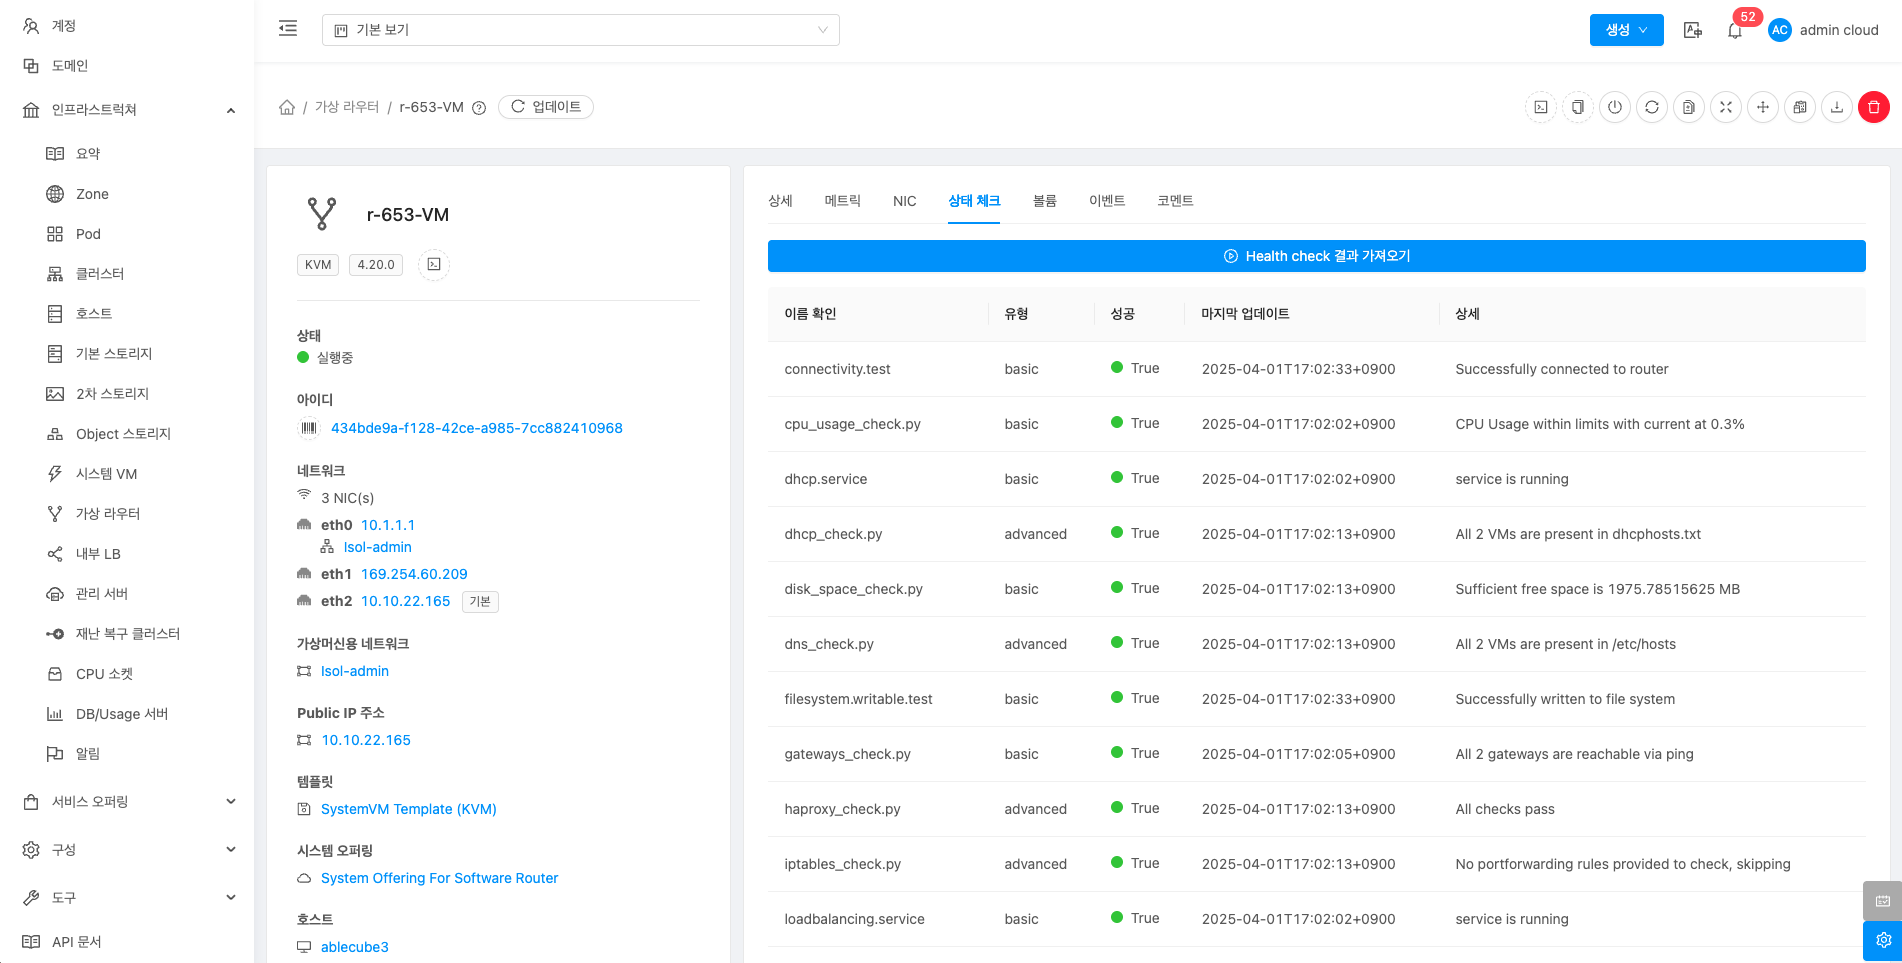 계정
도메인
인프라스트럭쳐
요약
Zone
Pod
클러스터
호스트
기본 스토리지
2차 스토리지
Object 스토리지
시스템 VM
가상 라우터
내부 LB
관리 서버
재난 복구 클러스터
CPU 소켓
DB/Usage 서버
알림
서비스 오퍼링
구성
도구
API 문서
기본 보기
생성
52
AC admin cloud
/ 가상 라우터 / r-653-VM 업데이트
r-653-VM
KVM 4.20.0
상태
실행중
아이디
434bde9a-f128-42ce-a985-7cc882410968
네트워크
3 NIC(s)
eth0 10.1.1.1
Isol-admin
eth1 169.254.60.209
eth2 10.10.22.165 기본
가상머신용 네트워크
Isol-admin
Public IP 주소
10.10.22.165
템플릿
SystemVM Template (KVM)
시스템 오퍼링
System Offering For Software Router
호스트
ablecube3
상세 메트릭 NIC 상태 체크 볼륨 이벤트 코멘트
Health check 결과 가져오기
이름 확인 유형 성공 마지막 업데이트 상세
connectivity.test basic True 2025-04-01T17:02:33+0900 Successfully connected to router
cpu_usage_check.py basic True 2025-04-01T17:02:02+0900 CPU Usage within limits with current at 0.3%
dhcp.service basic True 2025-04-01T17:02:02+0900 service is running
dhcp_check.py advanced True 2025-04-01T17:02:13+0900 All 2 VMs are present in dhcphosts.txt
disk_space_check.py basic True 2025-04-01T17:02:13+0900 Sufficient free space is 1975.78515625 MB
dns_check.py advanced True 2025-04-01T17:02:13+0900 All 2 VMs are present in /etc/hosts
filesystem.writable.test basic True 2025-04-01T17:02:33+0900 Successfully written to file system
gateways_check.py basic True 2025-04-01T17:02:05+0900 All 2 gateways are reachable via ping
haproxy_check.py advanced True 2025-04-01T17:02:13+0900 All checks pass
iptables_check.py advanced True 2025-04-01T17:02:13+0900 No portforwarding rules provided to check, skipping
loadbalancing.service basic True 2025-04-01T17:02:02+0900 service is running